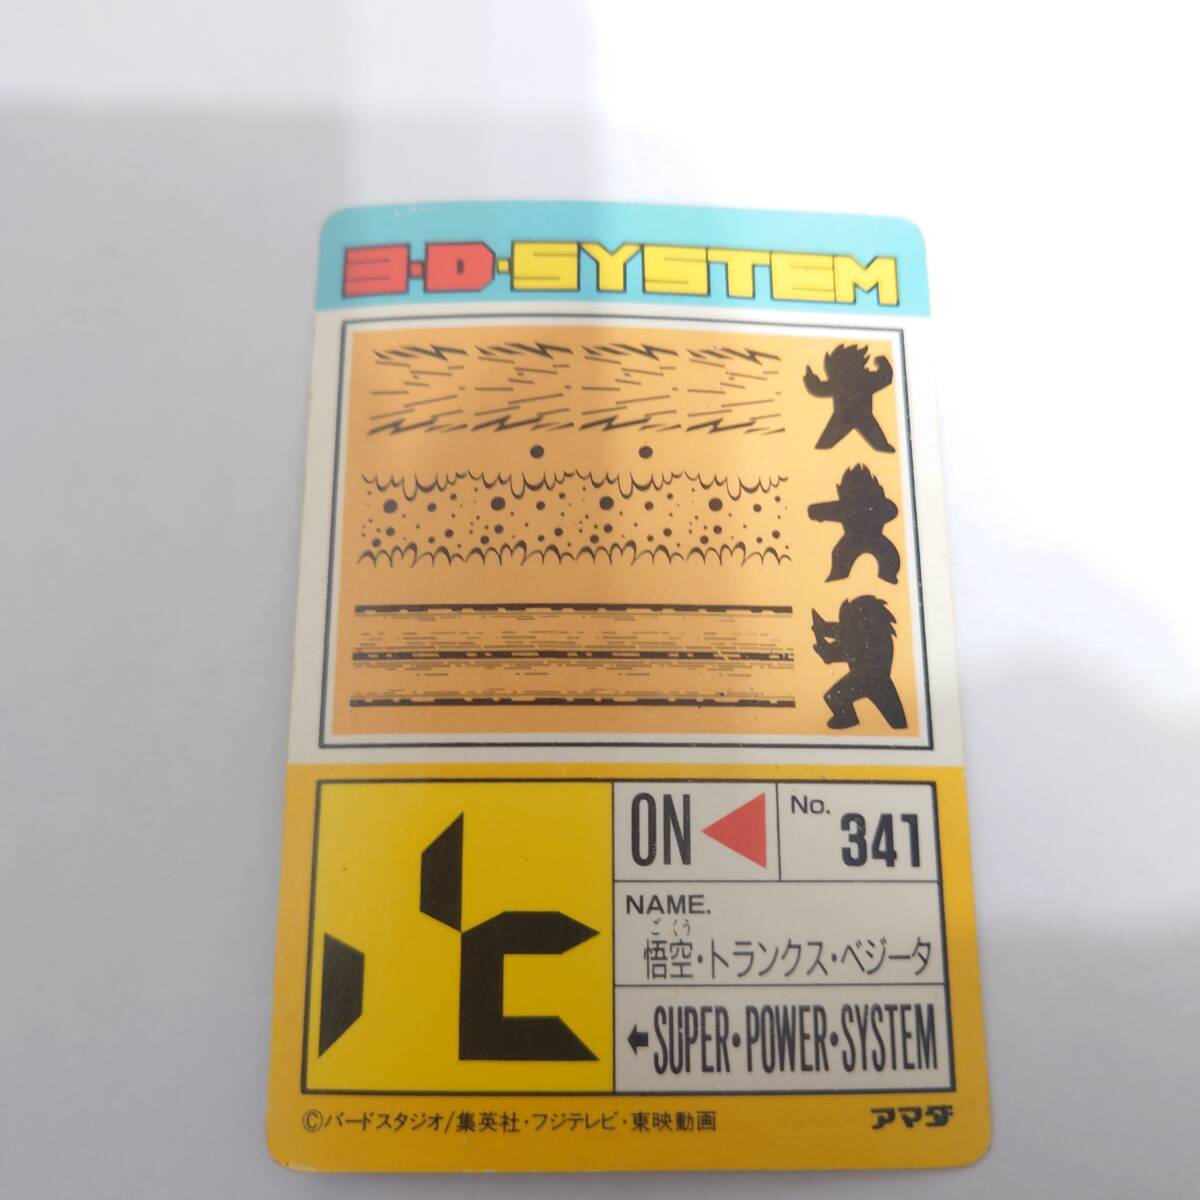 3·D·SYSTEM
ON
No. 341
NAME.
ごくう
悟空・トランクス・ベジータ
SUPER・POWER・SYSTEM
©バードスタジオ/集英社・フジテレビ・東映動画
アマダ